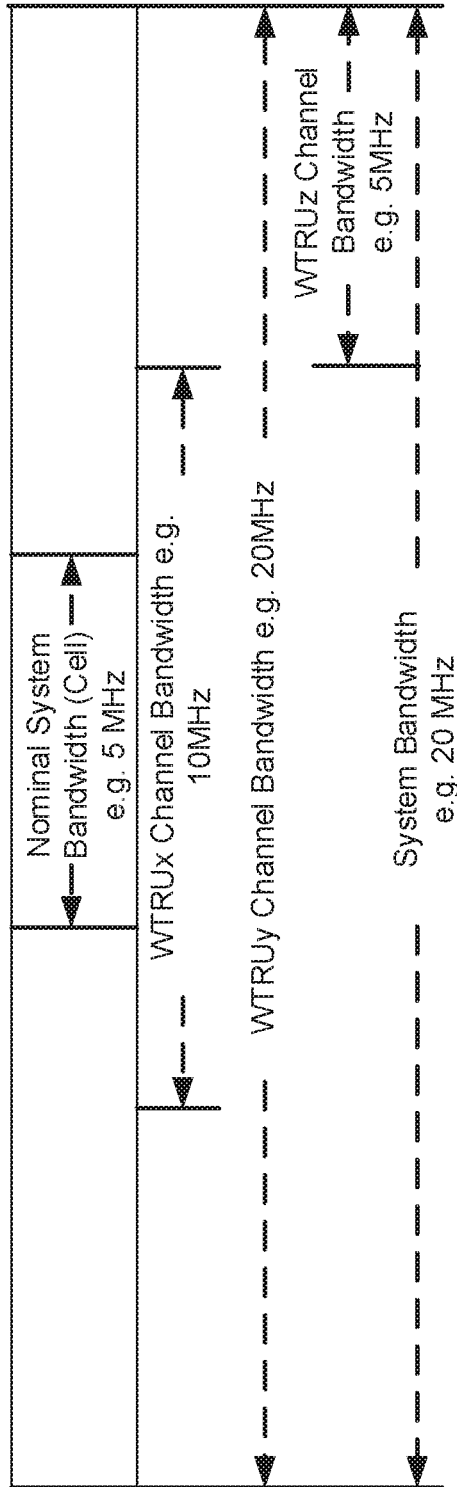 Nominal System
Bandwidth (Cell)
e.g. 5 MHz
WTRUx Channel Bandwidth e.g.
10MHz
WTRUy Channel Bandwidth e.g. 20MHz
WTRUz Channel
Bandwidth
e.g. 5MHz
System Bandwidth
e.g. 20 MHz